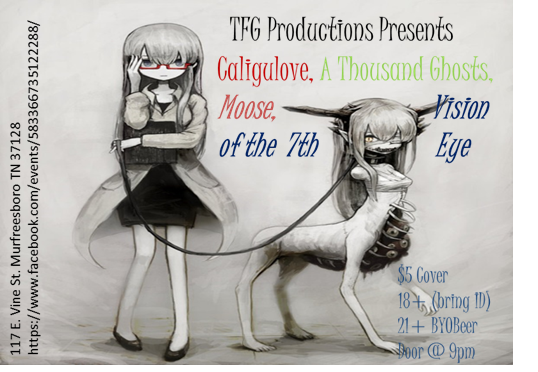 TFG Productions Presents
Caligulove, A Thousand Ghosts,
Moose, Vision
of the 7th Eye
$5 Cover
18+ (bring ID)
21+ BYOBeer
Door @ 9pm
117 E. Vine St. Murfreesboro TN 37128
https://www.facebook.com/events/583366735122288/